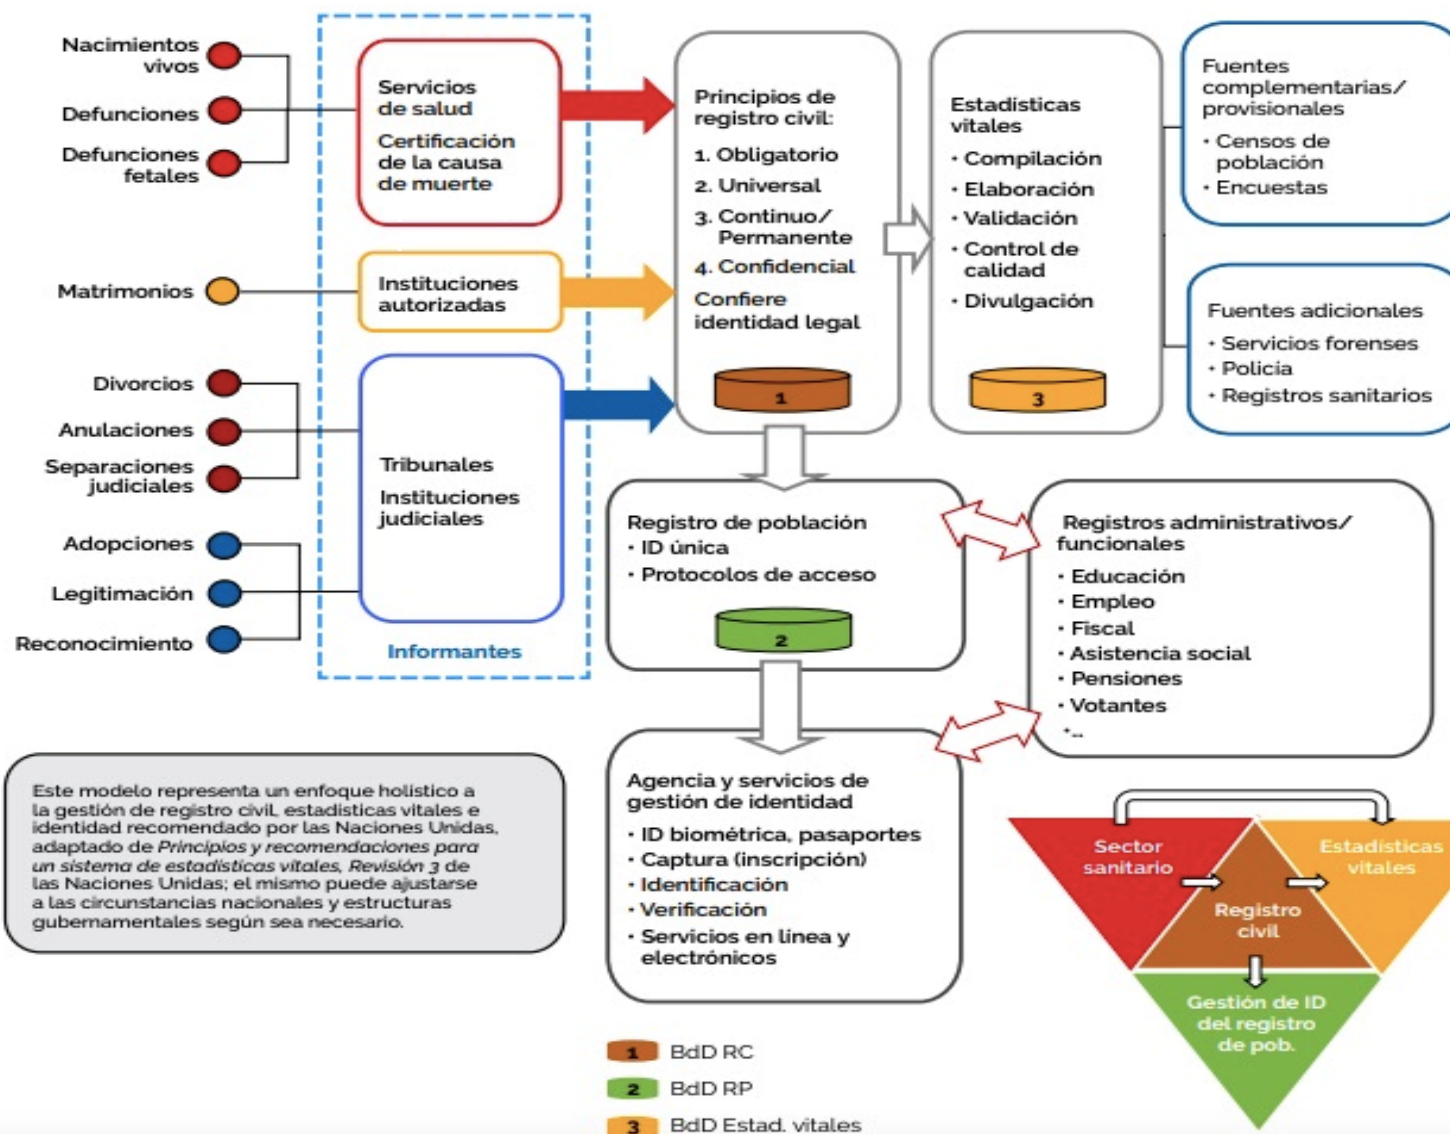 Nacimientos
vivos
Defunciones
Defunciones
fetales
Matrimonios
Divorcios
Anulaciones
Separaciones
judiciales
Adopciones
Legitimación
Reconocimiento
Servicios
de salud
Certificación
de la causa
de muerte
Instituciones
autorizadas
Tribunales
Instituciones
judiciales
Informantes
Principios de
registro civil:
1. Obligatorio
2. Universal
3. Continuo/
Permanente
4. Confidencial
Confiere
identidad legal
1
Estadísticas
vitales
• Compilación
• Elaboración
• Validación
• Control de
calidad
• Divulgación
3
Fuentes
complementarias/
provisionales
• Censos de
población
• Encuestas
Fuentes adicionales
• Servicios forenses
• Policía
• Registros sanitarios
Registro de población
• ID única
• Protocolos de acceso
2
Registros administrativos/
funcionales
• Educación
• Empleo
• Fiscal
• Asistencia social
• Pensiones
• Votantes
•...
Agencia y servicios de
gestión de identidad
• ID biométrica, pasaportes
• Captura (inscripción)
• Identificación
• Verificación
• Servicios en línea y
electrónicos
Este modelo representa un enfoque holístico a
la gestión de registro civil, estadísticas vitales e
identidad recomendado por las Naciones Unidas,
adaptado de Principios y recomendaciones para
un sistema de estadísticas vitales, Revisión 3 de
las Naciones Unidas; el mismo puede ajustarse
a las circunstancias nacionales y estructuras
gubernamentales según sea necesario.
Sector
sanitario
Estadísticas
vitales
Registro
civil
Gestión de ID
del registro
de pob.
1 BdD RC
2 BdD RP
3 BdD Estad. vitales